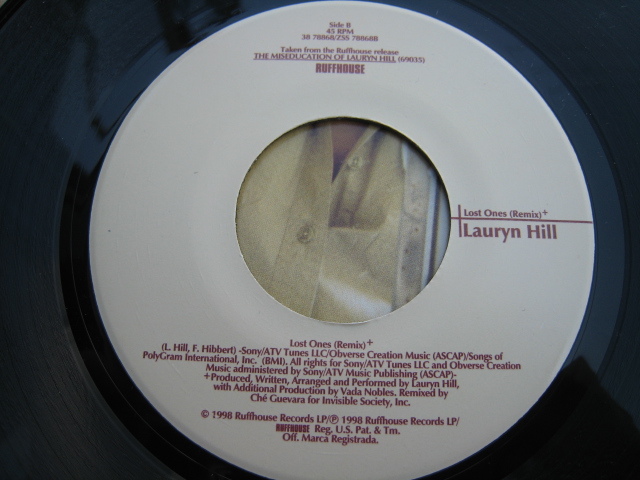 Side B
45 RPM
38 78868/ZSS 78868B
Taken from the Ruffhouse release
THE MISEDUCATION OF LAURYN HILL (69035)
RUFFHOUSE
Lost Ones (Remix)+
Lauryn Hill
Lost Ones (Remix)+
(L. Hill, F. Hibbert) -Sony/ATV Tunes LLC/Obverse Creation Music (ASCAP)/Songs of
PolyGram International, Inc. (BMI). All rights for Sony/ATV Tunes LLC and Obverse Creation
Music administered by Sony/ATV Music Publishing (ASCAP)-
+Produced, Written, Arranged and Performed by Lauryn Hill,
with Additional Production by Vada Nobles. Remixed by
Ché Guevara for Invisible Society, Inc.
© 1998 Ruffhouse Records LP/℗ 1998 Ruffhouse Records LP/
RUFFHOUSE Reg. U.S. Pat. & Tm.
Off. Marca Registrada.